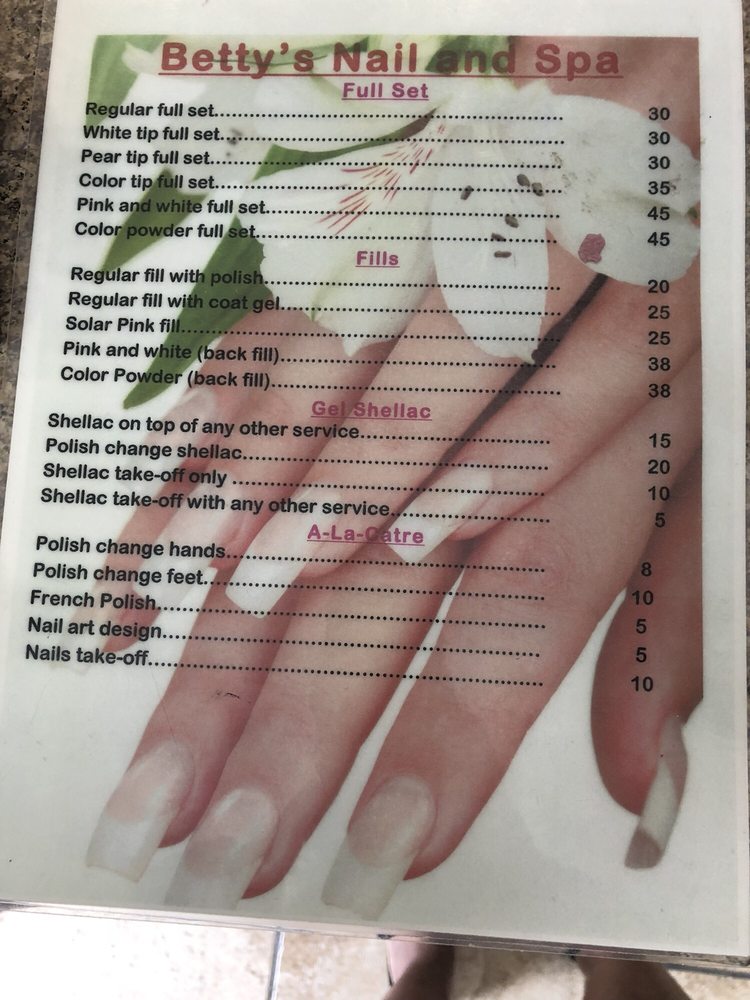 Betty's Nail and Spa
Full Set
Regular full set 30
White tip full set 30
Pear tip full set 30
Color tip full set 35
Pink and white full set 45
Color powder full set 45
Fills
Regular fill with polish 20
Regular fill with coat gel 25
Solar Pink fill 25
Pink and white (back fill) 38
Color Powder (back fill) 38
Gel Shellac
Shellac on top of any other service 15
Polish change shellac 20
Shellac take-off only 10
Shellac take-off with any other service 5
A-La-Catre
Polish change hands 8
Polish change feet 10
French Polish 5
Nail art design 5
Nails take-off 10